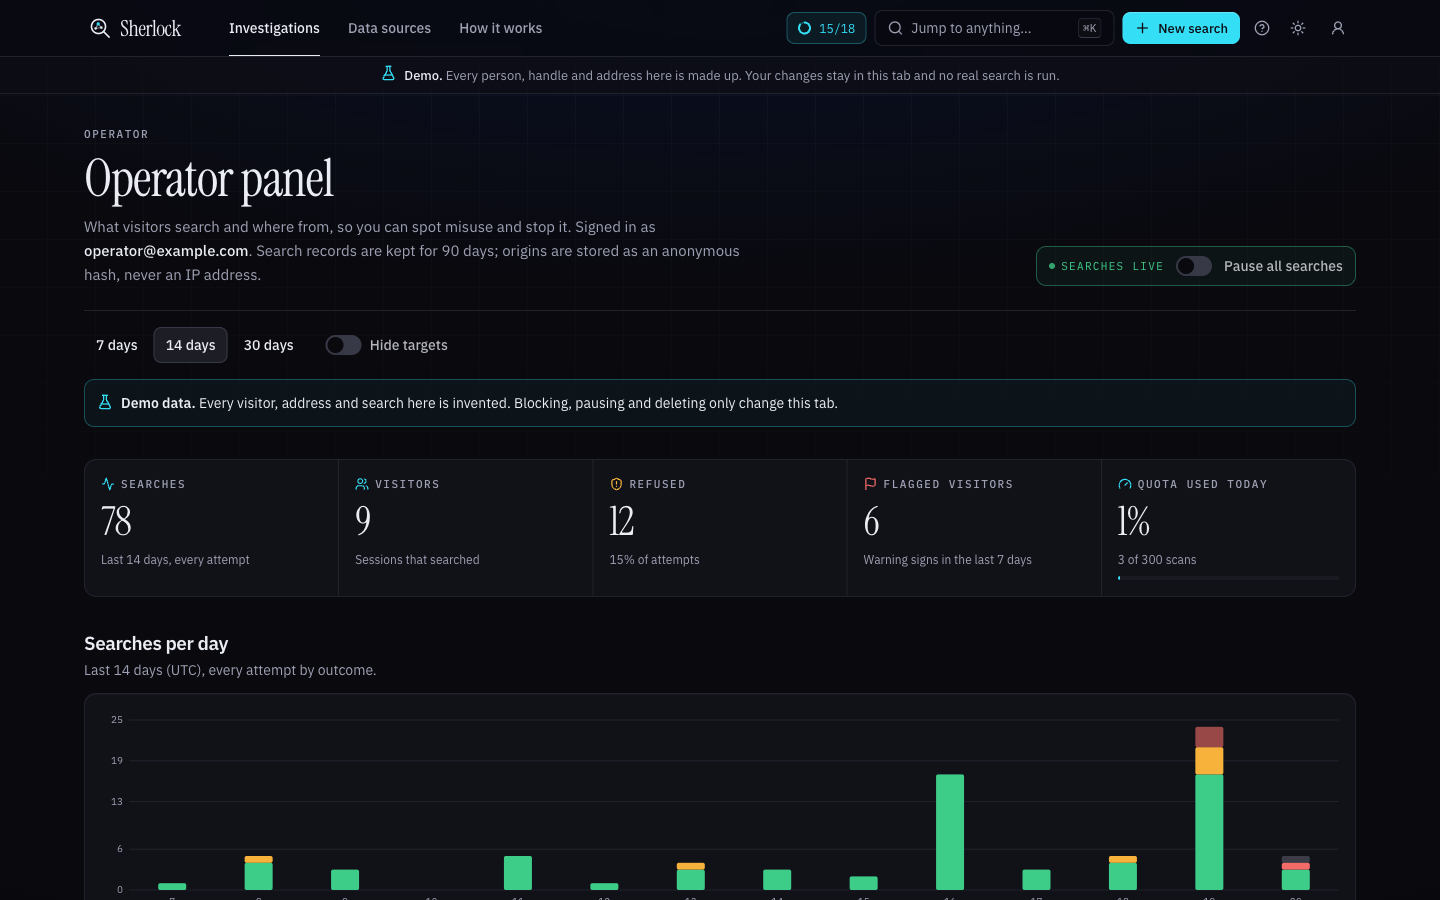 Sherlock
Investigations
Data sources
How it works
15/18
Jump to anything...
⌘K
New search
Demo. Every person, handle and address here is made up. Your changes stay in this tab and no real search is run.
OPERATOR
Operator panel
What visitors search and where from, so you can spot misuse and stop it. Signed in as
operator@example.com. Search records are kept for 90 days; origins are stored as an anonymous
hash, never an IP address.
SEARCHES LIVE
Pause all searches
7 days
14 days
30 days
Hide targets
Demo data. Every visitor, address and search here is invented. Blocking, pausing and deleting only change this tab.
SEARCHES
78
Last 14 days, every attempt
VISITORS
9
Sessions that searched
REFUSED
12
15% of attempts
FLAGGED VISITORS
6
Warning signs in the last 7 days
QUOTA USED TODAY
1%
3 of 300 scans
Searches per day
Last 14 days (UTC), every attempt by outcome.
25
19
13
6
0